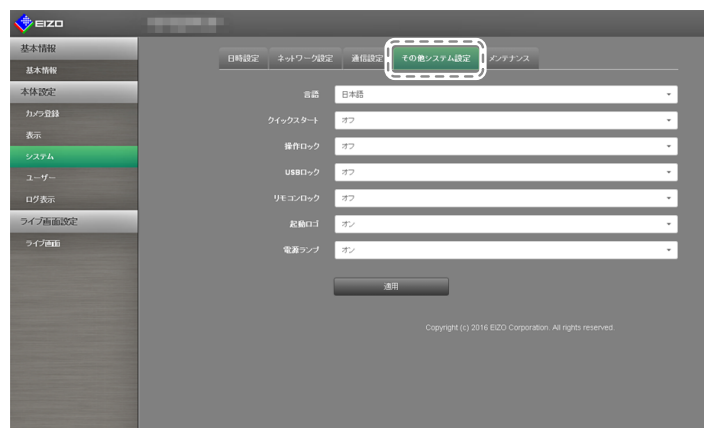 EIZO
基本情報
基本情報
本体設定
カメラ登録
表示
システム
ユーザー
ログ表示
ライブ画面設定
ライブ画面
日時設定 ネットワーク設定 通信設定 その他システム設定 メンテナンス
言語 日本語
クイックスタート オフ
操作ロック オフ
USBロック オフ
リモコンロック オフ
起動ロゴ オン
電源ランプ オン
適用
Copyright (c) 2016 EIZO Corporation. All rights reserved.